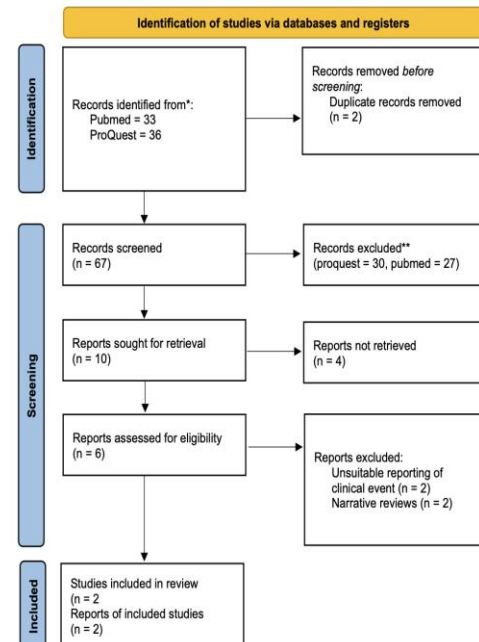 Identification of studies via databases and registers
Identification
Records identified from*:
Pubmed = 33
ProQuest = 36
Records removed before
screening:
Duplicate records removed
(n = 2)
Screening
Records screened
(n = 67)
Records excluded**
(proquest = 30, pubmed = 27)
Reports sought for retrieval
(n = 10)
Reports not retrieved
(n = 4)
Reports assessed for eligibility
(n = 6)
Reports excluded:
Unsuitable reporting of
clinical event (n = 2)
Narrative reviews (n = 2)
Included
Studies included in review
(n = 2
Reports of included studies
(n = 2)